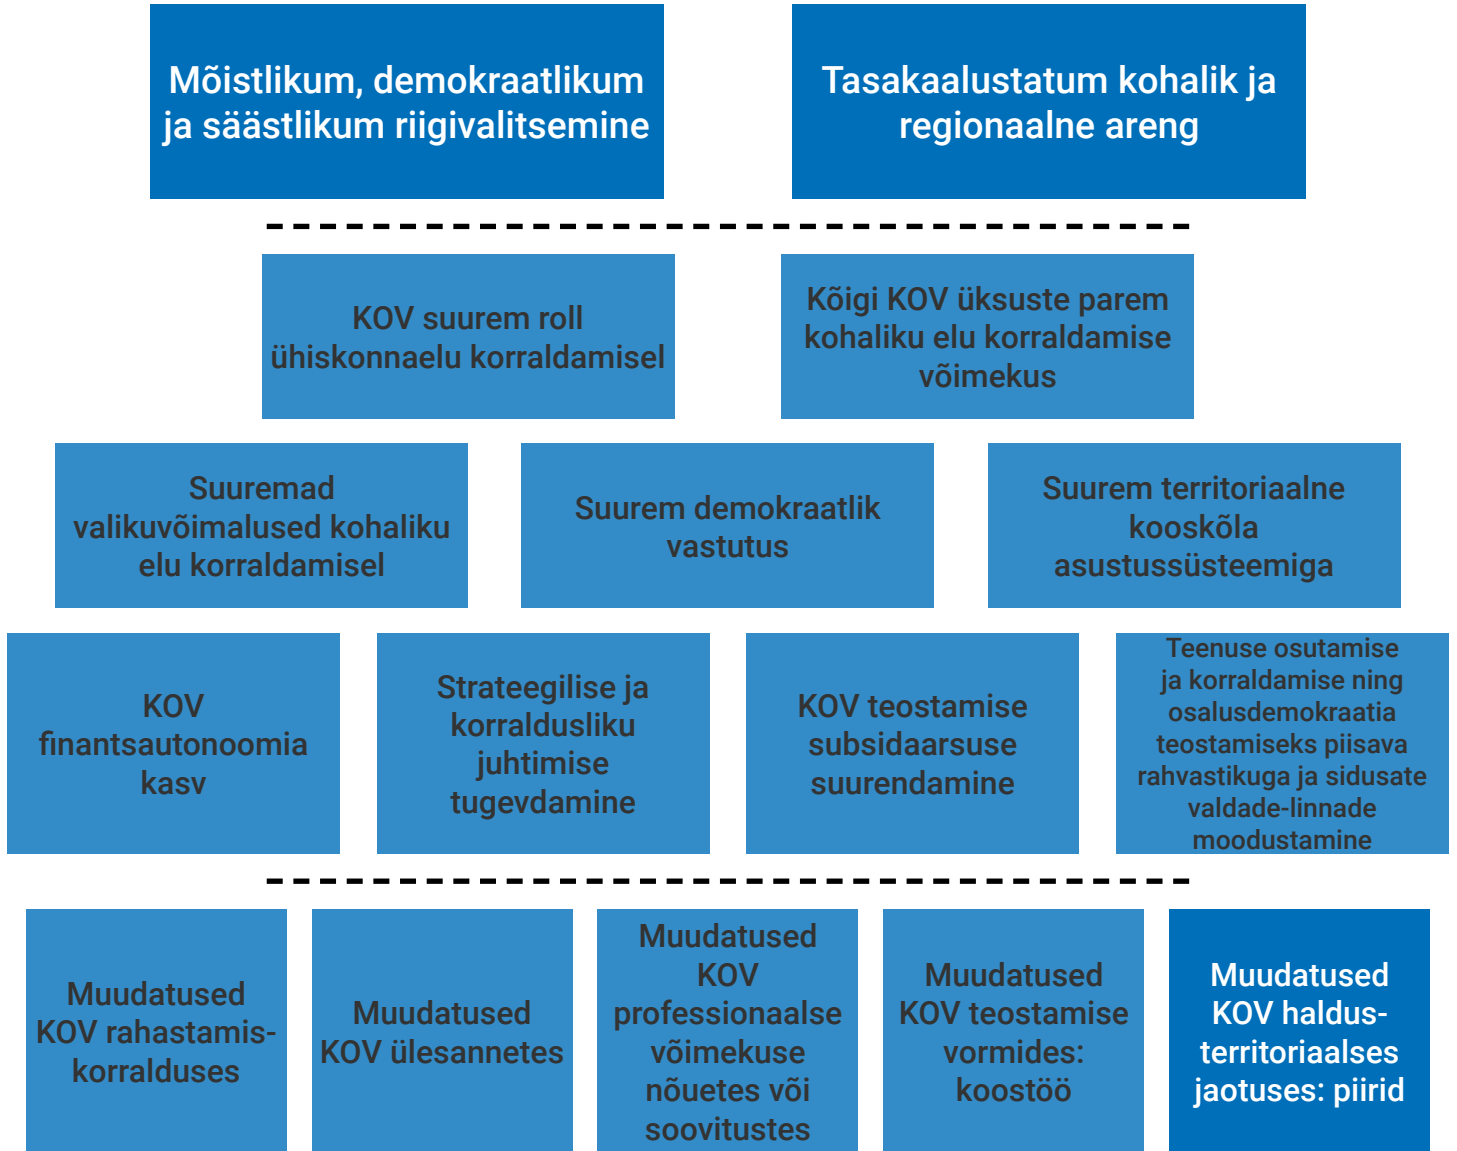 Mõistlikum, demokraatlikum
ja säästlikum riigivalitsemine
Tasakaalustatum kohalik ja
regionaalne areng
KOV suurem roll
ühiskonnaelu korraldamisel
Kõigi KOV üksuste parem
kohaliku elu korraldamise
võimekus
Suuremad
valikuvõimalused kohaliku
elu korraldamisel
Suurem demokraatlik
vastutus
Suurem territoriaalne
kooskõla
asustussüsteemiga
KOV
finantsautonoomia
kasv
Strateegilise ja
korraldusliku
juhtimise
tugevdamine
KOV teostamise
subsidaarsuse
suurendamine
Teenuse osutamise
ja korraldamise ning
osalusdemokraatia
teostamiseks piisava
rahvastikuga ja sidusate
valdade-linnade
moodustamine
Muudatused
KOV rahastamis-
korralduses
Muudatused
KOV ülesannetes
Muudatused
KOV
professionaalse
võimekuse
nõuetes või
soovitustes
Muudatused
KOV teostamise
vormides:
koostöö
Muudatused
KOV haldus-
territoriaalses
jaotuses: piirid